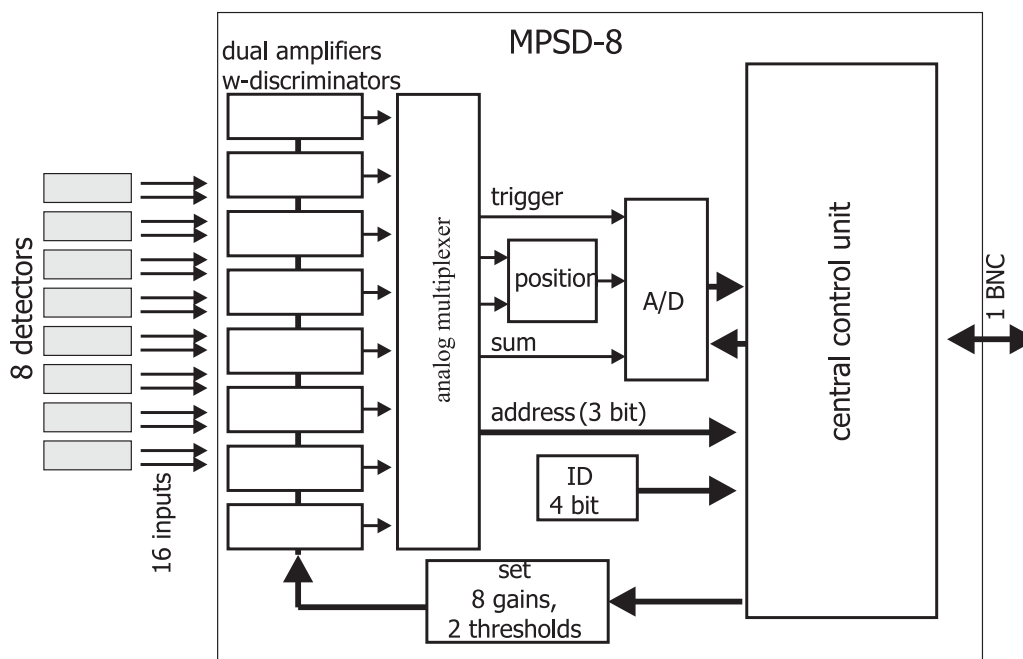 MPSD-8
dual amplifiers
w-discriminators
8 detectors
16 inputs
analog multiplexer
trigger
position
sum
A/D
address (3 bit)
ID
4 bit
set
8 gains,
2 thresholds
central control unit
1 BNC